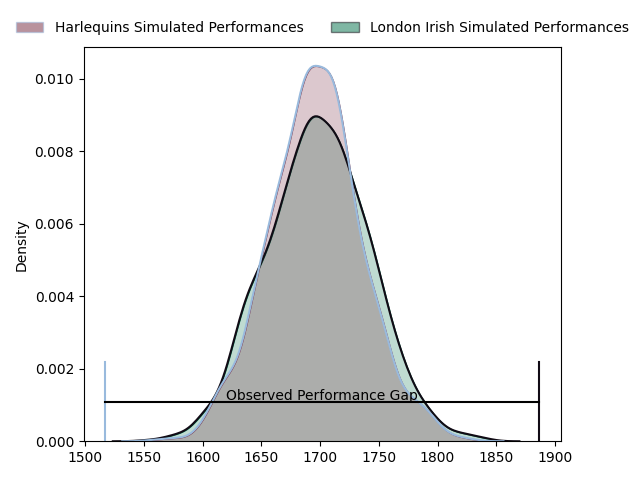 Harlequins Simulated Performances London Irish Simulated Performances
0.010
0.008
0.006
0.004
0.002
0.000
Density
Observed Performance Gap
1500 1550 1600 1650 1700 1750 1800 1850 1900